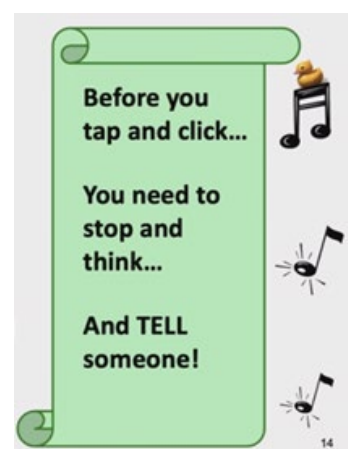 Before you
tap and click...
You need to
stop and
think...
And TELL
someone!
14